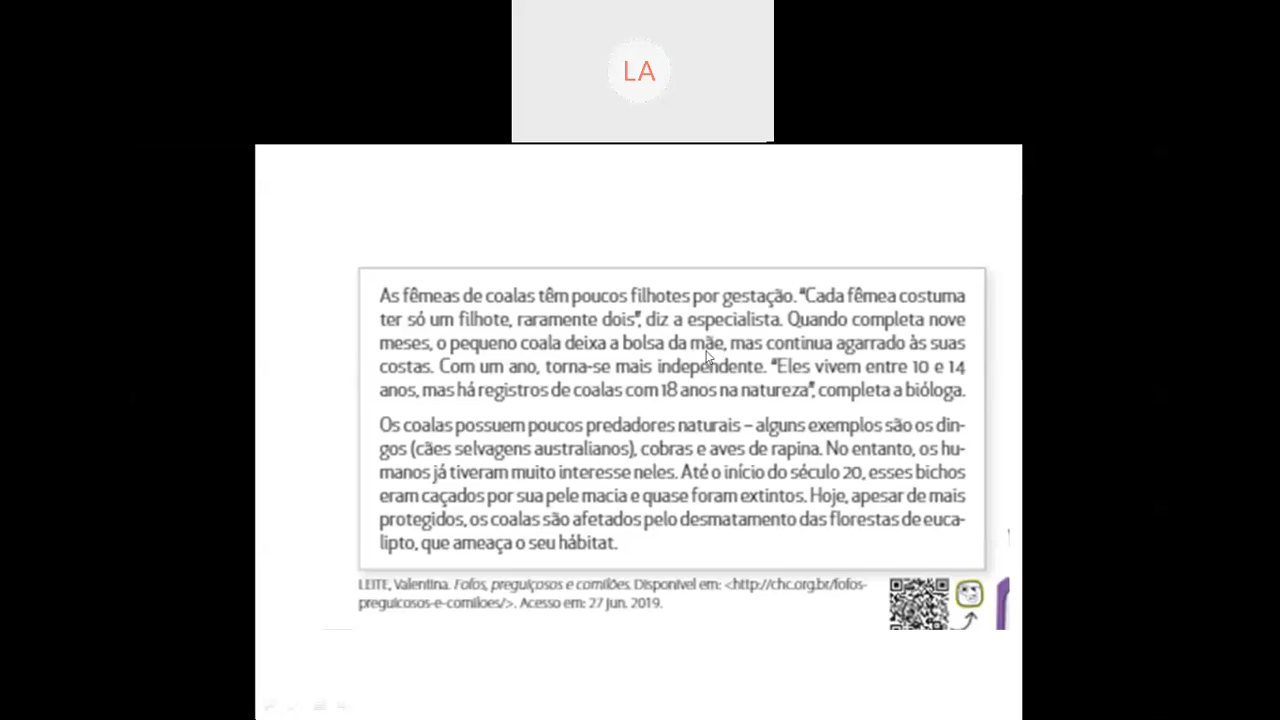 LA
As fêmeas de coalas têm poucos filhotes por gestação. "Cada fêmea costuma
ter só um filhote, raramente dois", diz a especialista. Quando completa nove
meses, o pequeno coala deixa a bolsa da mãe, mas continua agarrado às suas
costas. Com um ano, torna-se mais independente. "Eles vivem entre 10 e 14
anos, mas há registros de coalas com 18 anos na natureza", completa a bióloga.
Os coalas possuem poucos predadores naturais – alguns exemplos são os din-
gos (cães selvagens australianos), cobras e aves de rapina. No entanto, os hu-
manos já tiveram muito interesse neles. Até o início do século 20, esses bichos
eram caçados por sua pele macia e quase foram extintos. Hoje, apesar de mais
protegidos, os coalas são afetados pelo desmatamento das florestas de euca-
lipto, que ameaça o seu hábitat.
LEITE, Valentina. Fofos, preguiçosos e comilões. Disponível em: <http://chc.org.br/fofos-
preguicosos-e-comiloes/>. Acesso em: 27 jun. 2019.